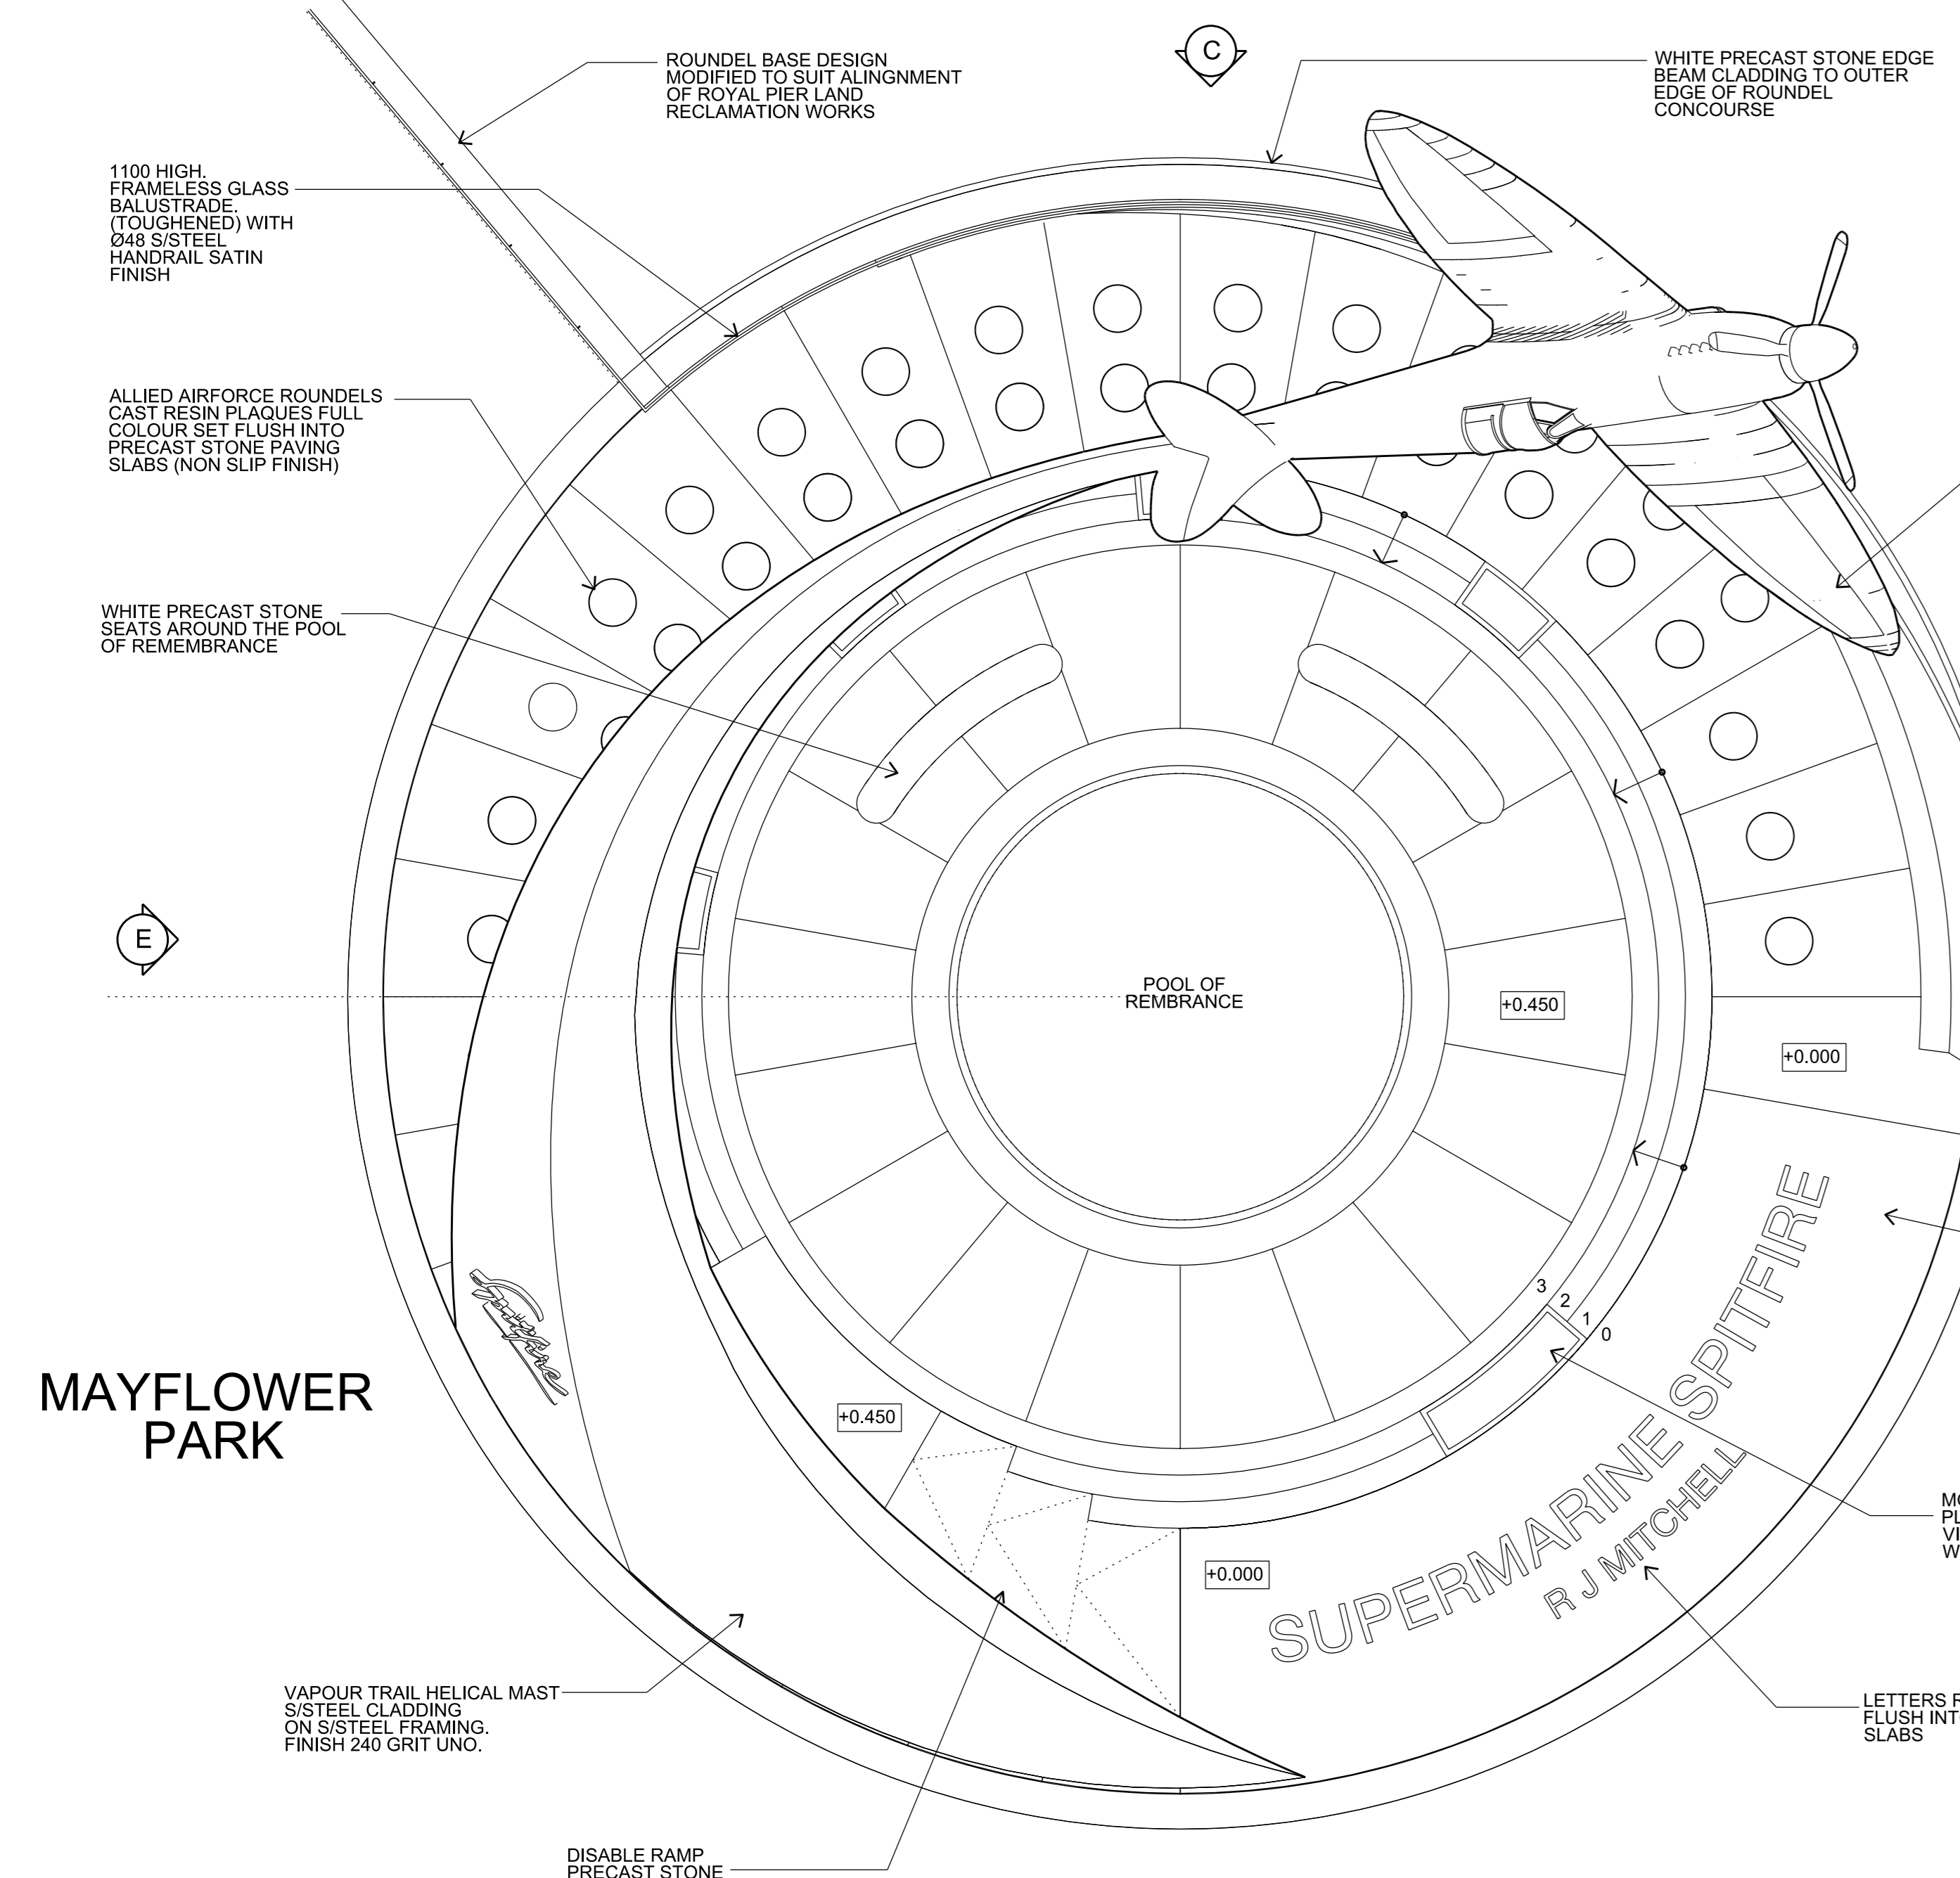 C
ROUNDEL BASE DESIGN
MODIFIED TO SUIT ALINGNMENT
OF ROYAL PIER LAND
RECLAMATION WORKS
WHITE PRECAST STONE EDGE
BEAM CLADDING TO OUTER
EDGE OF ROUNDEL
CONCOURSE
1100 HIGH.
FRAMELESS GLASS
BALUSTRADE.
(TOUGHENED) WITH
Ø48 S/STEEL
HANDRAIL SATIN
FINISH
ALLIED AIRFORCE ROUNDELS
CAST RESIN PLAQUES FULL
COLOUR SET FLUSH INTO
PRECAST STONE PAVING
SLABS (NON SLIP FINISH)
WHITE PRECAST STONE
SEATS AROUND THE POOL
OF REMEMBRANCE
E
POOL OF
REMBRANCE
+0.450
+0.000
3
2
1
0
MAYFLOWER
PARK
+0.450
+0.000
SUPERMARINE SPITFIRE
R J MITCHELL
VAPOUR TRAIL HELICAL MAST
S/STEEL CLADDING
ON S/STEEL FRAMING.
FINISH 240 GRIT UNO.
LETTERS
FLUSH
SLABS
DISABLE RAMP
PRECAST STONE